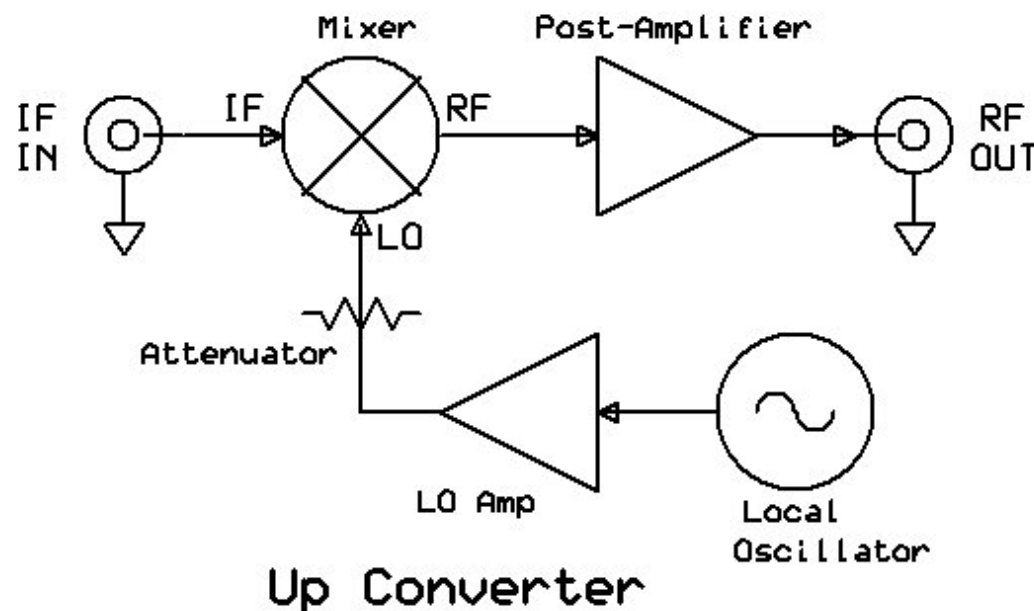 Mixer
Post-Amplifier
IF
IN
IF
RF
RF
OUT
LO
Attenuator
LO Amp
Local
Oscillator
Up Converter